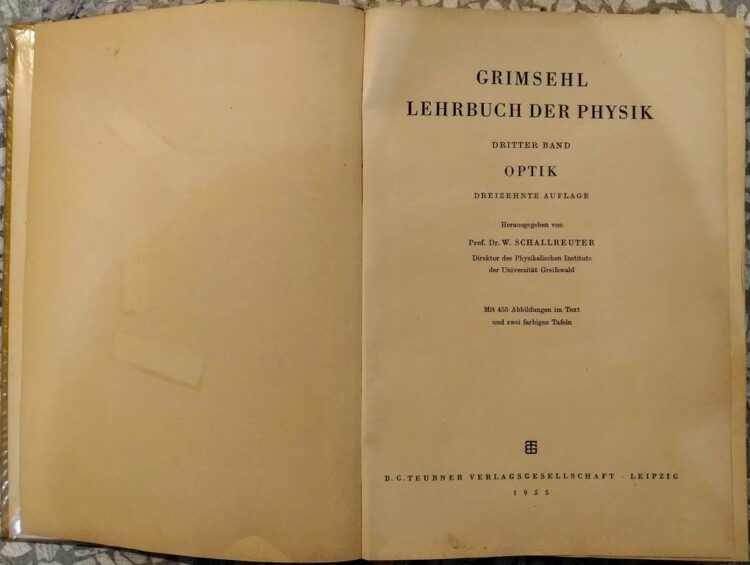 GRIMSEHL
LEHRBUCH DER PHYSIK
DRITTER BAND
OPTIK
DREIZEHNTE AUFLAGE
Herausgegeben von
Prof. Dr. W. SCHALLREUTER
Direktor des Physikalischen Instituts
der Universität Greifswald
Mit 455 Abbildungen im Text
und zwei farbigen Tafeln
B. G. TEUBNER VERLAGSGESELLSCHAFT · LEIPZIG
1955